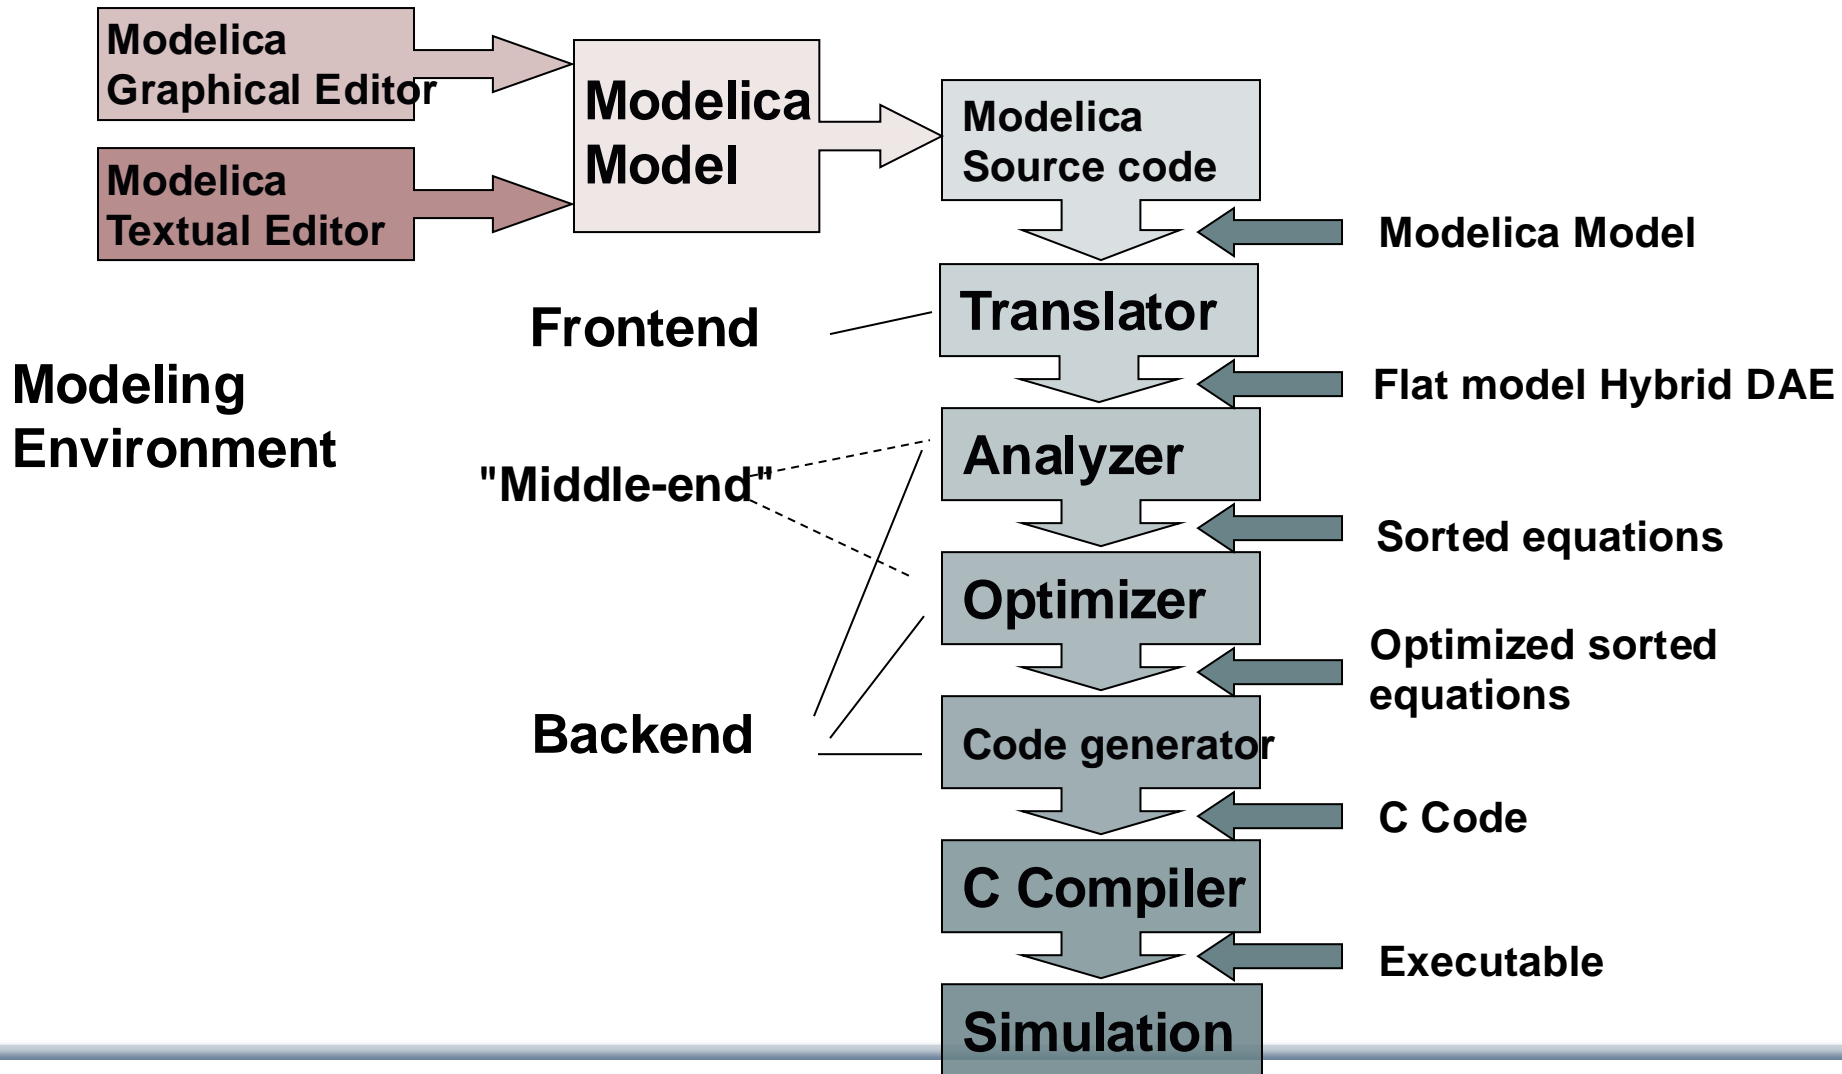 Modelica
Graphical Editor
Modelica
Textual Editor
Modelica
Model
Modelica
Source code
Modelica Model
Translator
Frontend
Flat model Hybrid DAE
Modeling
Environment
Analyzer
"Middle-end"
Sorted equations
Optimizer
Optimized sorted
equations
Backend
Code generator
C Code
C Compiler
Executable
Simulation